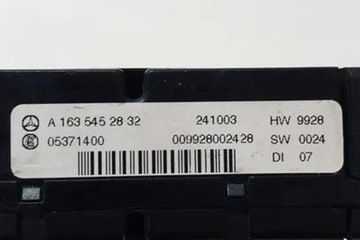 A 163 545 28 32 241003 HW 9928
05371400 009928002428 SW 0024
DI 07